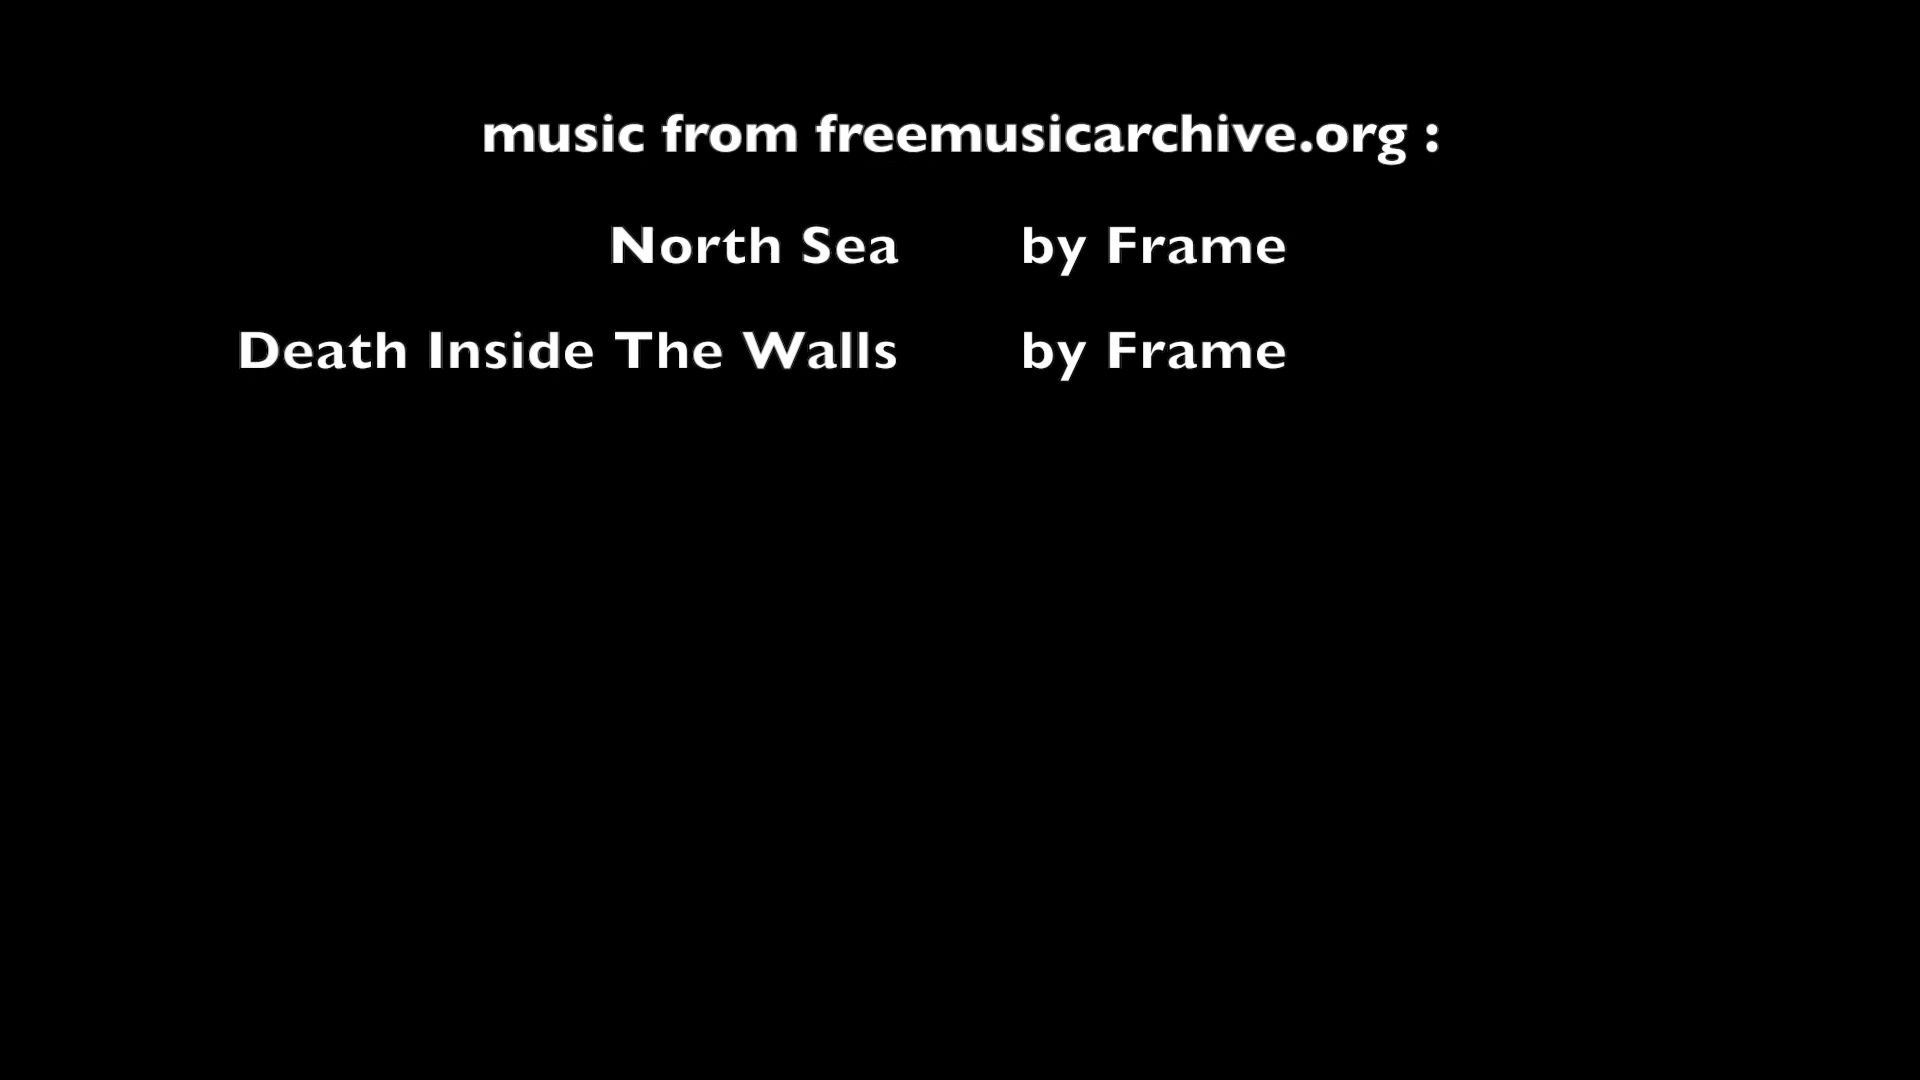 music from freemusicarchive.org :
North Sea by Frame
Death Inside The Walls by Frame